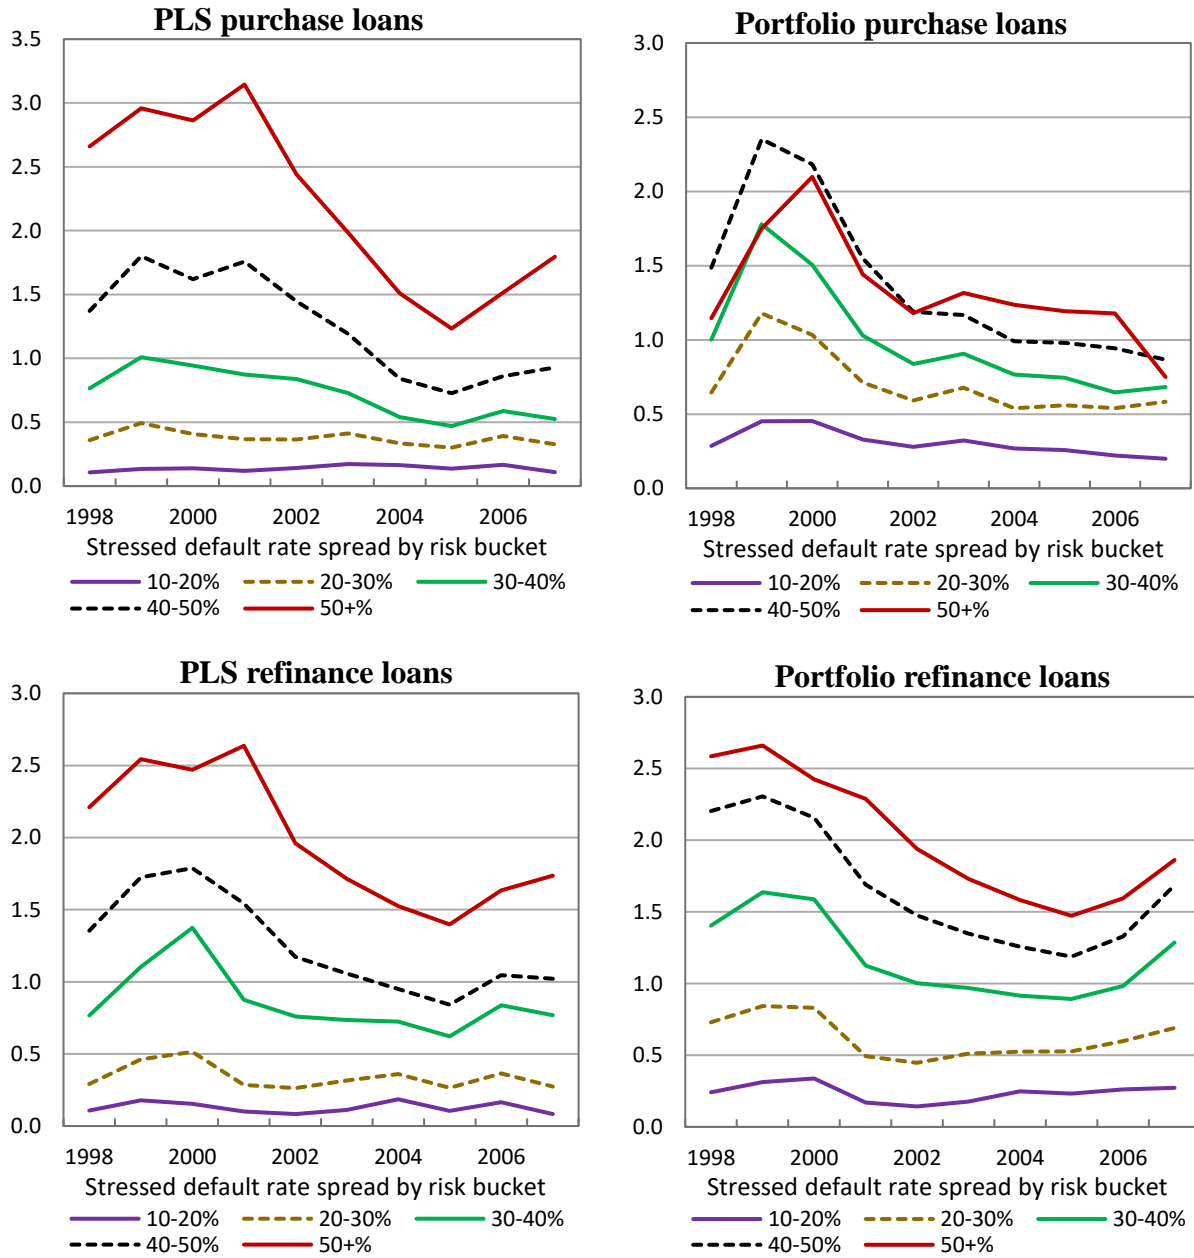 PLS purchase loans
3.5
3.0
2.5
2.0
1.5
1.0
0.5
0.0
1998 2000 2002 2004 2006
Stressed default rate spread by risk bucket
10-20% 20-30% 30-40%
40-50% 50+%
Portfolio purchase loans
3.0
2.5
2.0
1.5
1.0
0.5
0.0
1998 2000 2002 2004 2006
Stressed default rate spread by risk bucket
10-20% 20-30% 30-40%
40-50% 50+%
PLS refinance loans
3.0
2.5
2.0
1.5
1.0
0.5
0.0
1998 2000 2002 2004 2006
Stressed default rate spread by risk bucket
10-20% 20-30% 30-40%
40-50% 50+%
Portfolio refinance loans
3.0
2.5
2.0
1.5
1.0
0.5
0.0
1998 2000 2002 2004 2006
Stressed default rate spread by risk bucket
10-20% 20-30% 30-40%
40-50% 50+%